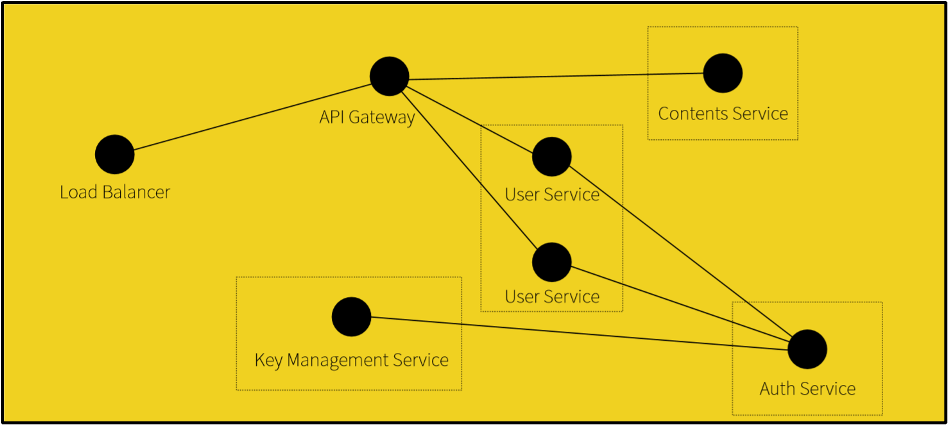 API Gateway
Contents Service
Load Balancer
User Service
User Service
Key Management Service
Auth Service